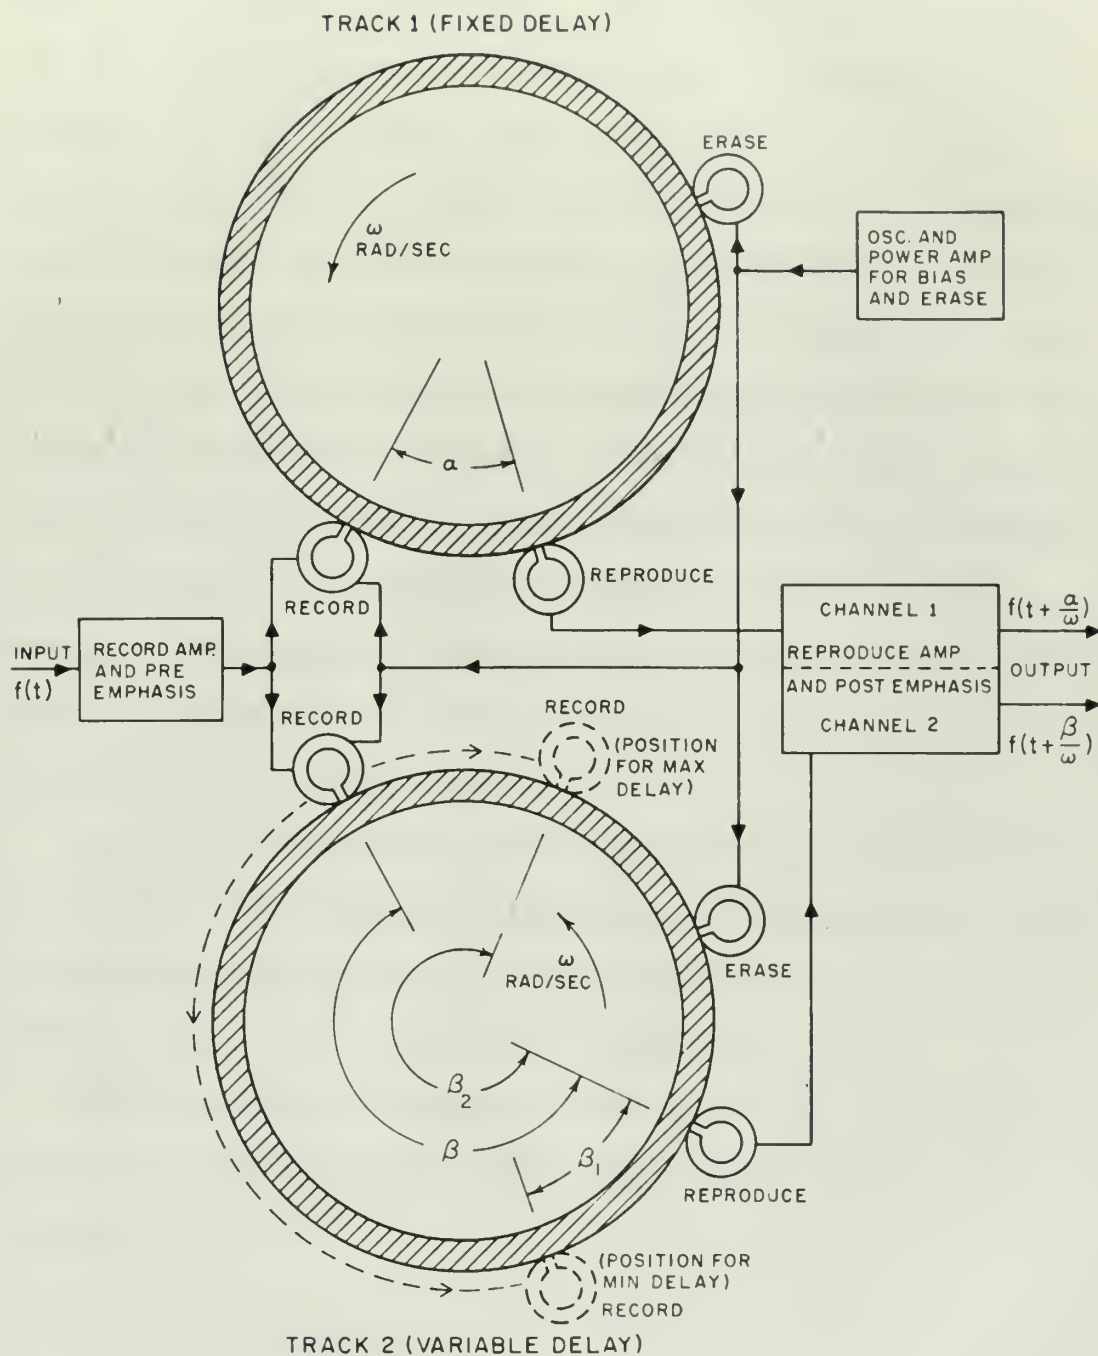 TRACK 1 (FIXED DELAY)
ERASE
ω
RAD/SEC
OSC. AND
POWER AMP
FOR BIAS
AND ERASE
α
RECORD
REPRODUCE
INPUT
f(t)
RECORD AMP.
AND PRE
EMPHASIS
CHANNEL 1
REPRODUCE AMP
AND POST EMPHASIS
CHANNEL 2
f(t + α/ω)
OUTPUT
f(t + β/ω)
RECORD
RECORD
(POSITION
FOR MAX
DELAY)
ω
RAD/SEC
ERASE
β2
β
β1
REPRODUCE
(POSITION FOR
MIN DELAY)
RECORD
TRACK 2 (VARIABLE DELAY)